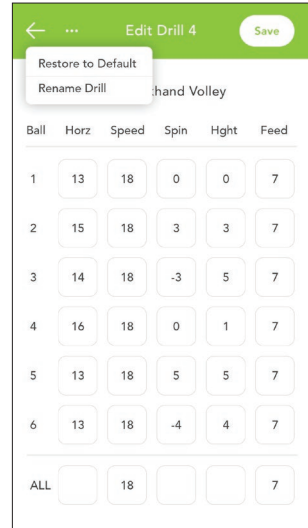 ← ... Edit Drill 4 Save
Restore to Default
Rename Drill
hand Volley
Ball Horz Speed Spin Hght Feed
1 13 18 0 0 7
2 15 18 3 3 7
3 14 18 -3 5 7
4 16 18 0 1 7
5 13 18 5 5 7
6 13 18 -4 4 7
ALL 18 7